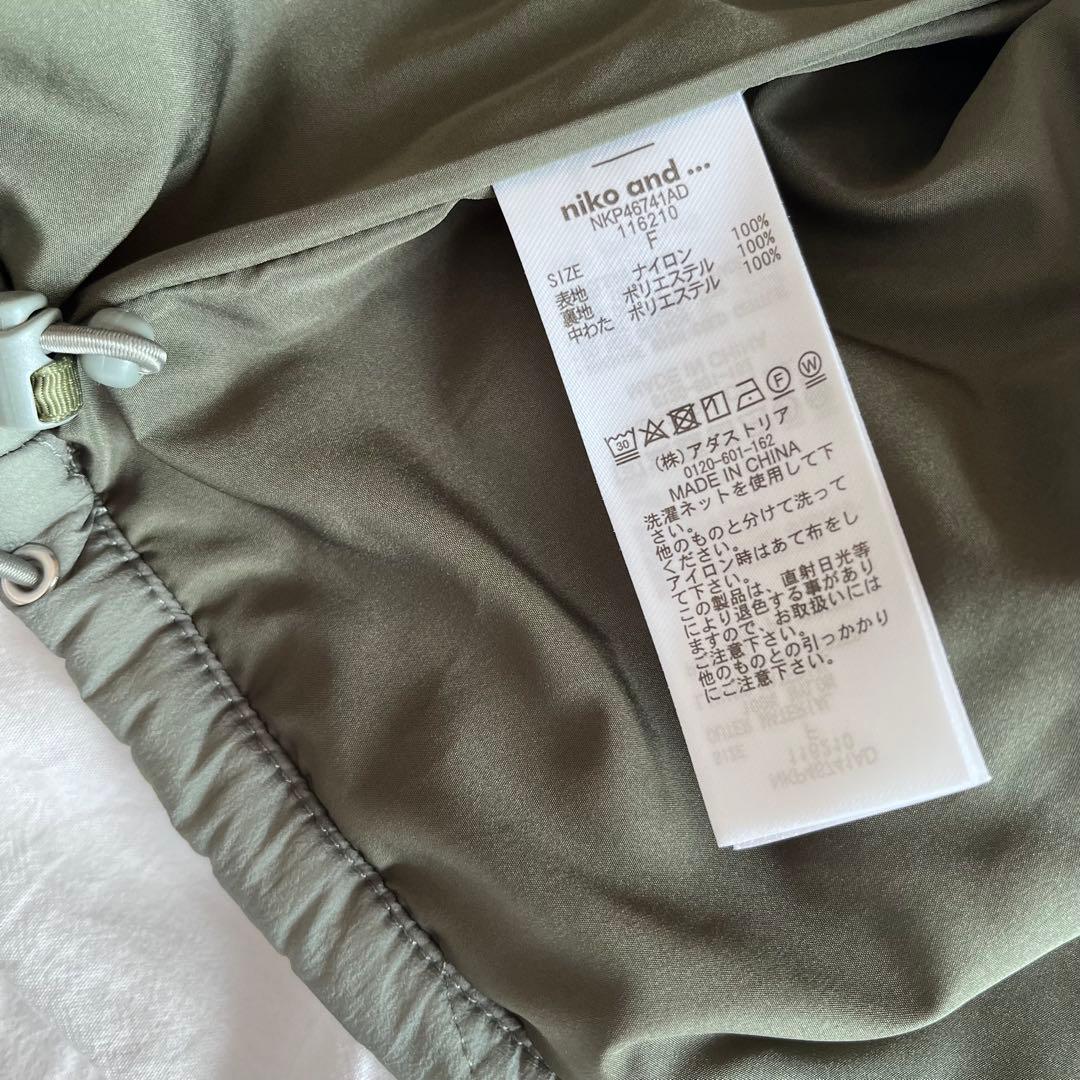 niko and ...
NKP46741AD
116210
SIZE F
表地 ナイロン 100%
裏地 ポリエステル 100%
中わた ポリエステル 100%
30 F W
(株)アダストリア
0120-601-162
MADE IN CHINA
洗濯ネットを使用して下
さい。
他のものと分けて洗って
ください。
アイロン時はあて布をし
て下さい。
この製品は、直射日光等
により退色する事があり
ますので、お取扱いには
ご注意下さい。
他のものとの引っかかり
にご注意下さい。